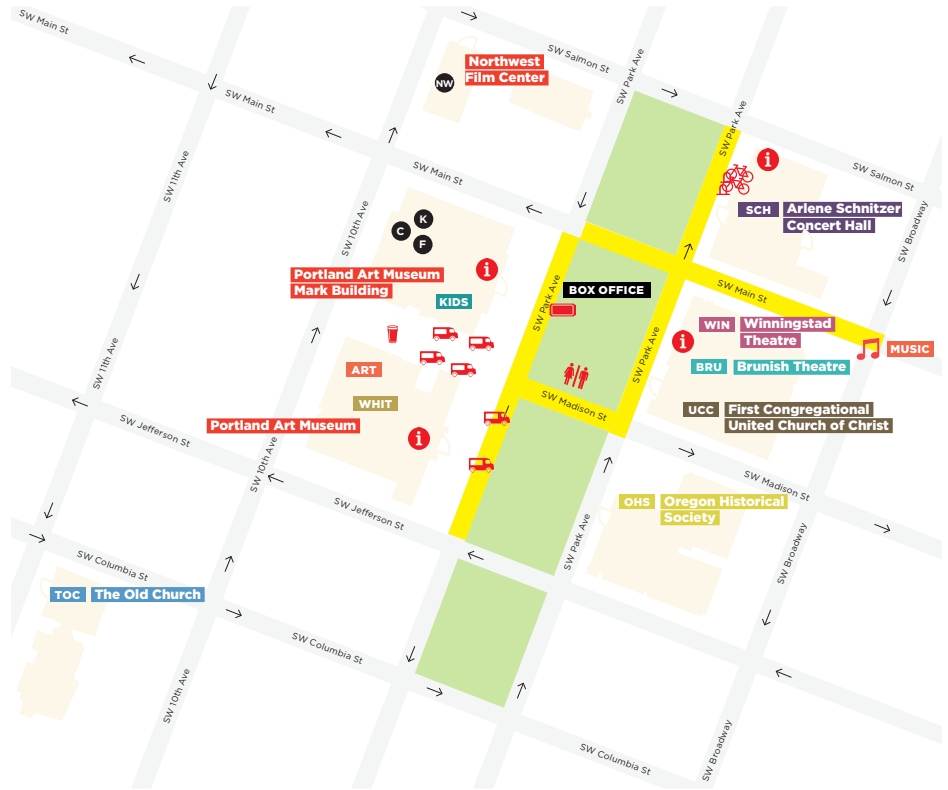 SW Main St
SW Salmon St
NW
Northwest
Film Center
SW Park Ave
SW Main St
SW Park Ave
SW 11th Ave
SW Main St
i
SW Salmon St
SCH
Arlene Schnitzer
Concert Hall
SW 10th Ave
K
C
F
SW Broadway
Portland Art Museum
Mark Building
i
KIDS
BOX OFFICE
SW Park Ave
SW Main St
WIN
Winningstad
Theatre
i
MUSIC
SW Park Ave
BRU
Brunish Theatre
SW 11th Ave
ART
WHIT
SW Madison St
UCC
First Congregational
United Church of Christ
Portland Art Museum
i
SW Jefferson St
SW 10th Ave
SW Madison St
OHS
Oregon Historical
Society
SW Jefferson St
SW Park Ave
SW Broadway
SW Columbia St
TOC
The Old Church
SW Columbia St
SW 10th Ave
SW Columbia St
SW Broadway